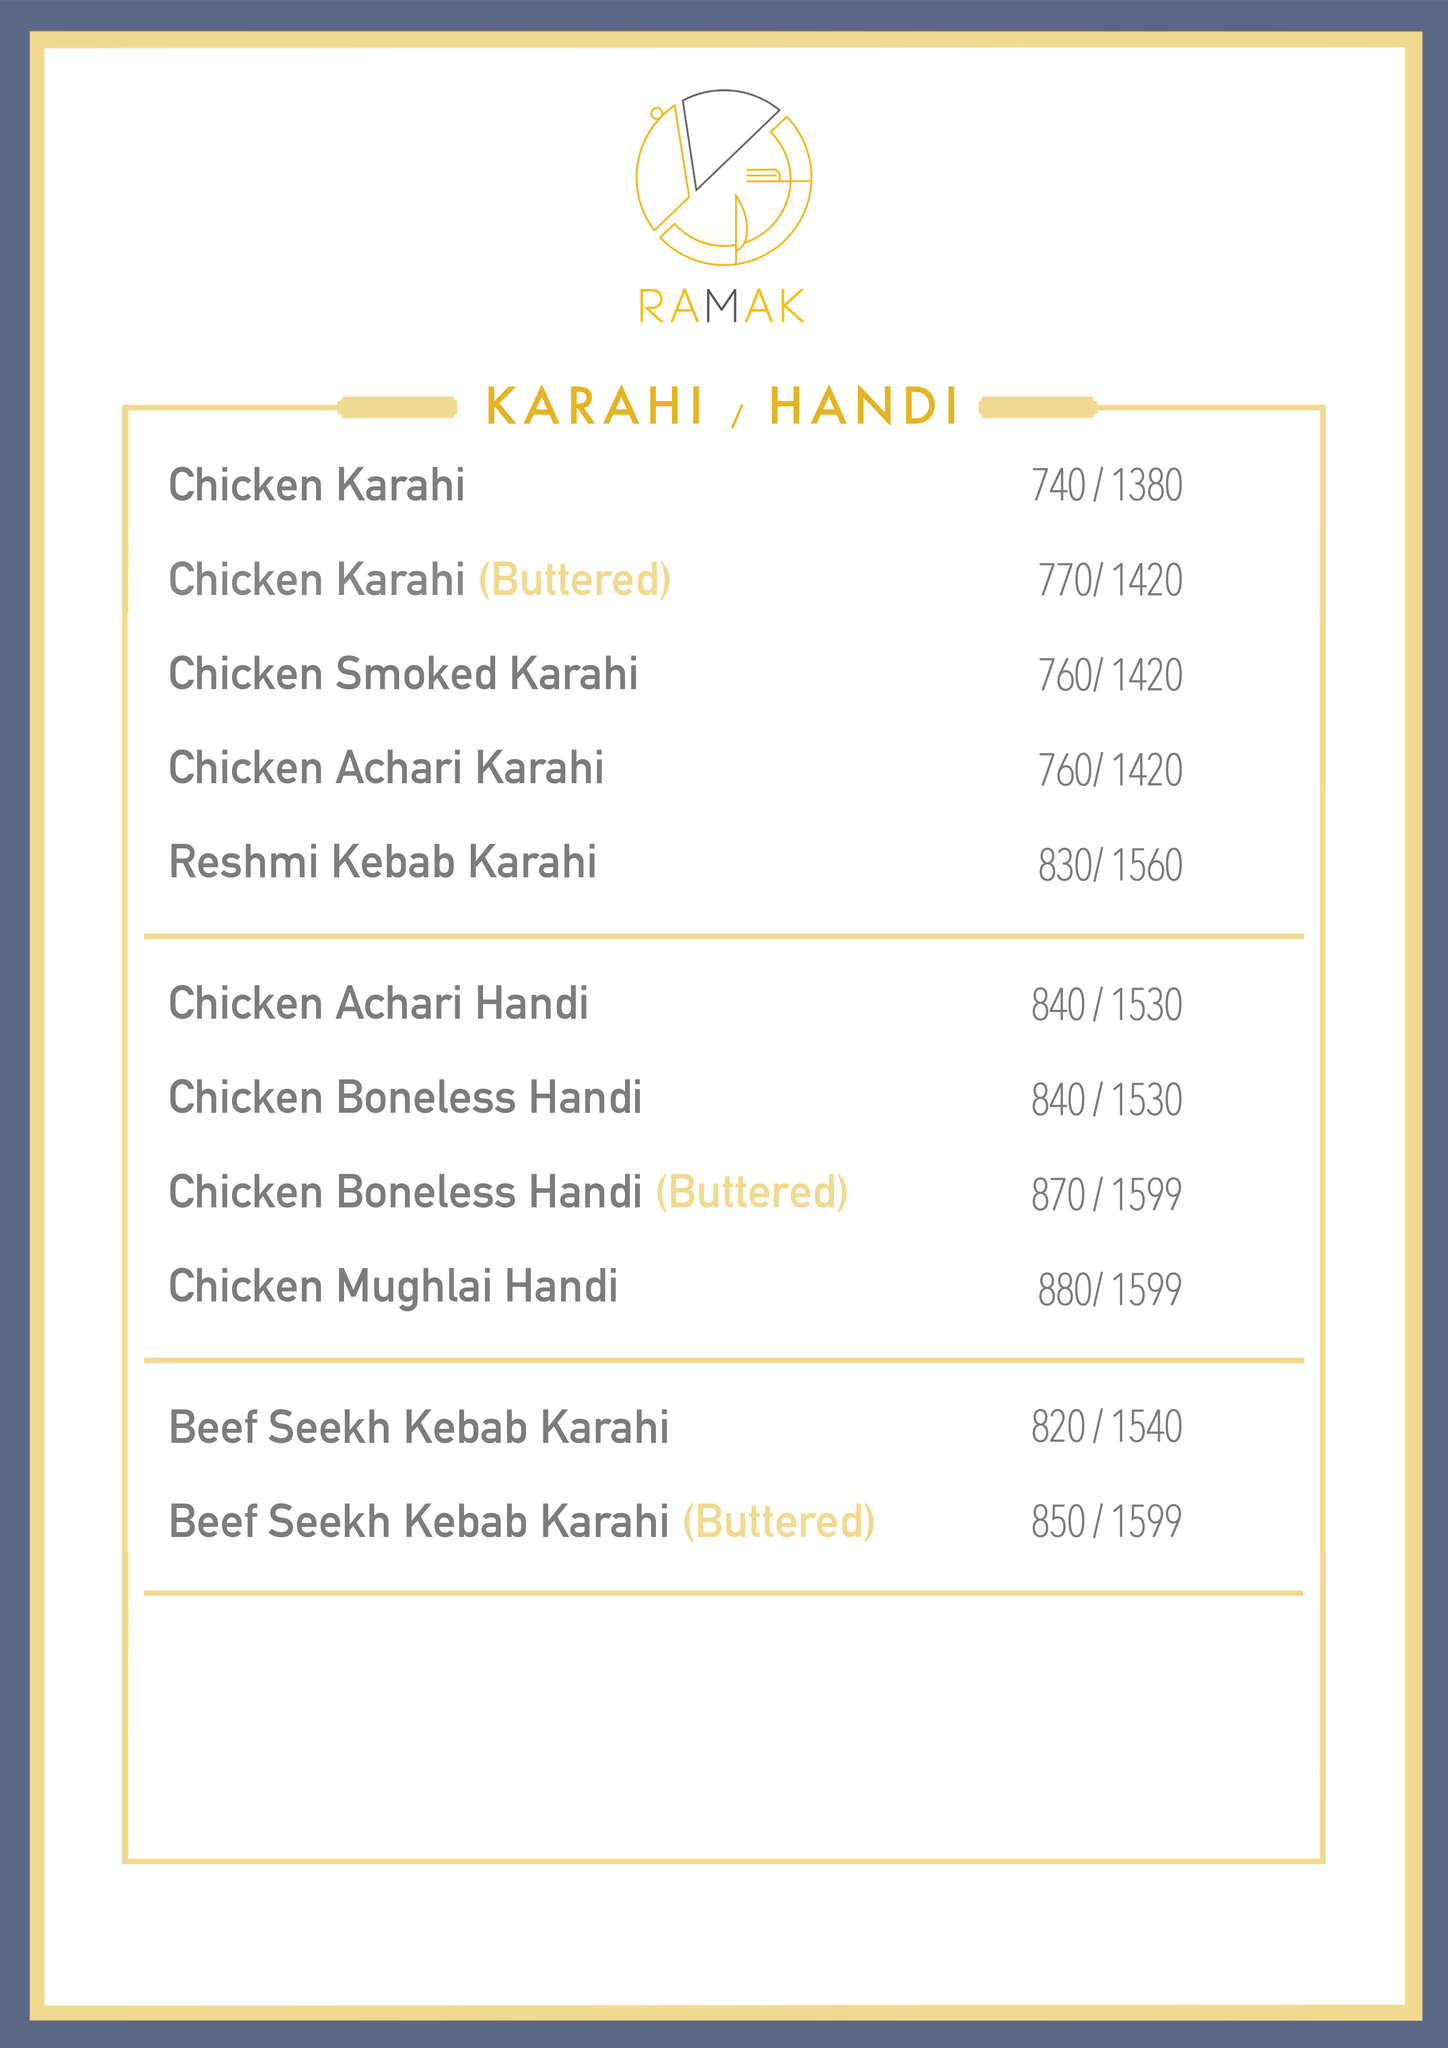 RAMAK
KARAHI / HANDI
Chicken Karahi 740 / 1380
Chicken Karahi (Buttered) 770/ 1420
Chicken Smoked Karahi 760/ 1420
Chicken Achari Karahi 760/ 1420
Reshmi Kebab Karahi 830/ 1560
Chicken Achari Handi 840 / 1530
Chicken Boneless Handi 840 / 1530
Chicken Boneless Handi (Buttered) 870 / 1599
Chicken Mughlai Handi 880/ 1599
Beef Seekh Kebab Karahi 820 / 1540
Beef Seekh Kebab Karahi (Buttered) 850 / 1599